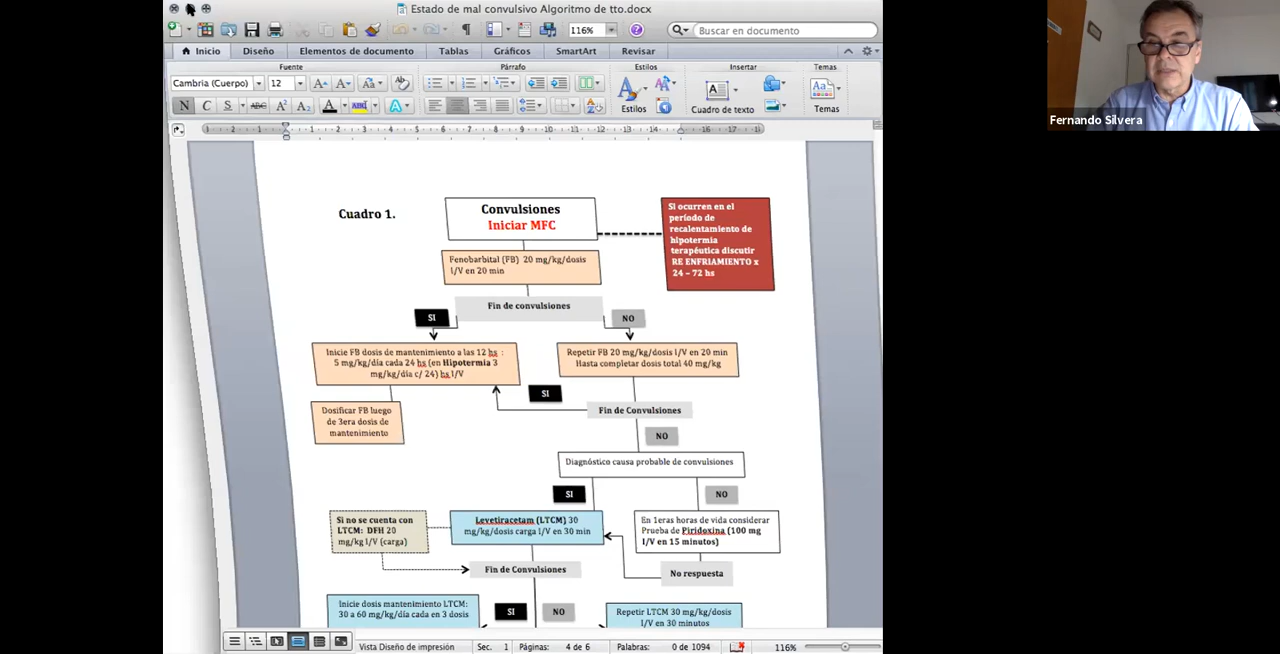 Estado de mal convulsivo Algoritmo de tto.docx
116%
Buscar en documento
Inicio
Diseño
Elementos de documento
Tablas
Gráficos
SmartArt
Revisar
Fuente
Párrafo
Estilos
Insertar
Temas
Cambria (Cuerpo)
12
Estilos
Cuadro de texto
Temas
Cuadro 1.
Convulsiones
Iniciar MFC
Si ocurren en el
período de
recalentamiento de
hipotermia
terapéutica discutir
RE ENFRIAMIENTO x
24 – 72 hs
Fenobarbital (FB) 20 mg/kg/dosis
I/V en 20 min
Fin de convulsiones
SI
NO
Inicie FB dosis de mantenimiento a las 12 hs :
5 mg/kg/día cada 24 hs (en Hipotermia 3
mg/kg/día c/ 24) hs I/V
Repetir FB 20 mg/kg/dosis I/V en 20 min
Hasta completar dosis total 40 mg/kg
SI
Dosificar FB luego
de 3era dosis de
mantenimiento
Fin de Convulsiones
NO
Diagnóstico causa probable de convulsiones
SI
NO
Si no se cuenta con
LTCM: DFH 20
mg/kg I/V (carga)
Levetiracetam (LTCM) 30
mg/kg/dosis carga I/V en 30 min
En 1eras horas de vida considerar
Prueba de Piridoxina (100 mg
I/V en 15 minutos)
Fin de Convulsiones
No respuesta
Inicie dosis mantenimiento LTCM:
30 a 60 mg/kg/día cada en 3 dosis
SI
NO
Repetir LTCM 30 mg/kg/dosis
I/V en 30 minutos
Vista Diseño de impresión
Sec. 1
Páginas: 4 de 6
Palabras: 0 de 1094
116%
Fernando Silvera